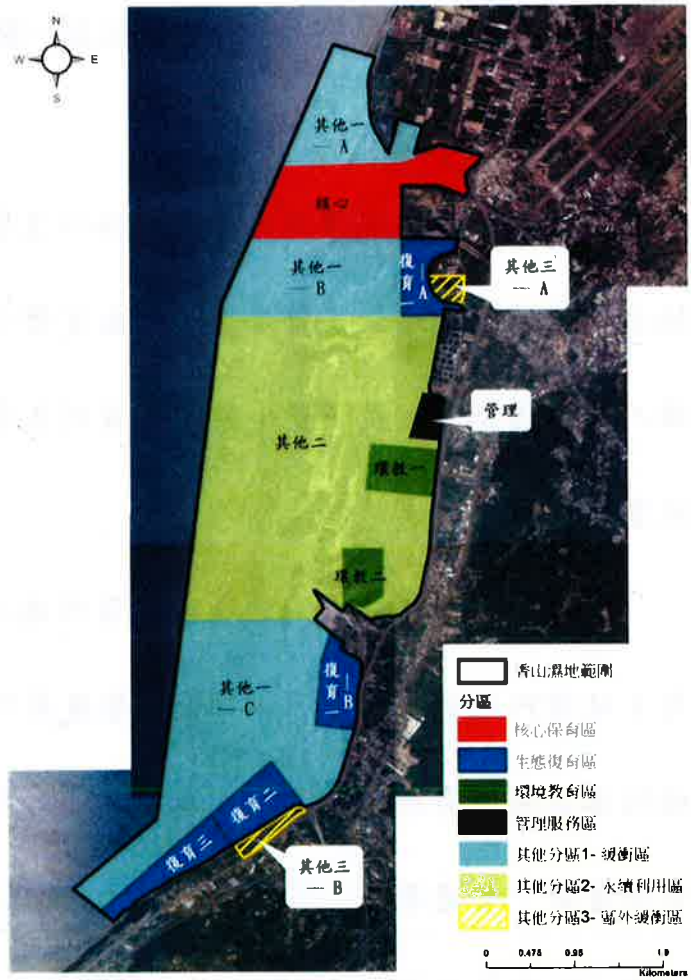 N
W E
S
其他一
— A
核心
其他一
— B
復育一
— A
其他三
— A
管理
其他二
環教一
環教二
其他一
— C
復育一
— B
復育二
復育三
其他三
— B
香山濕地範圍
分區
核心保育區
生態復育區
環境教育區
管理服務區
其他分區1- 緩衝區
其他分區2- 永續利用區
其他分區3- 區外緩衝區
0 0.475 0.95 1.9
Kilometers